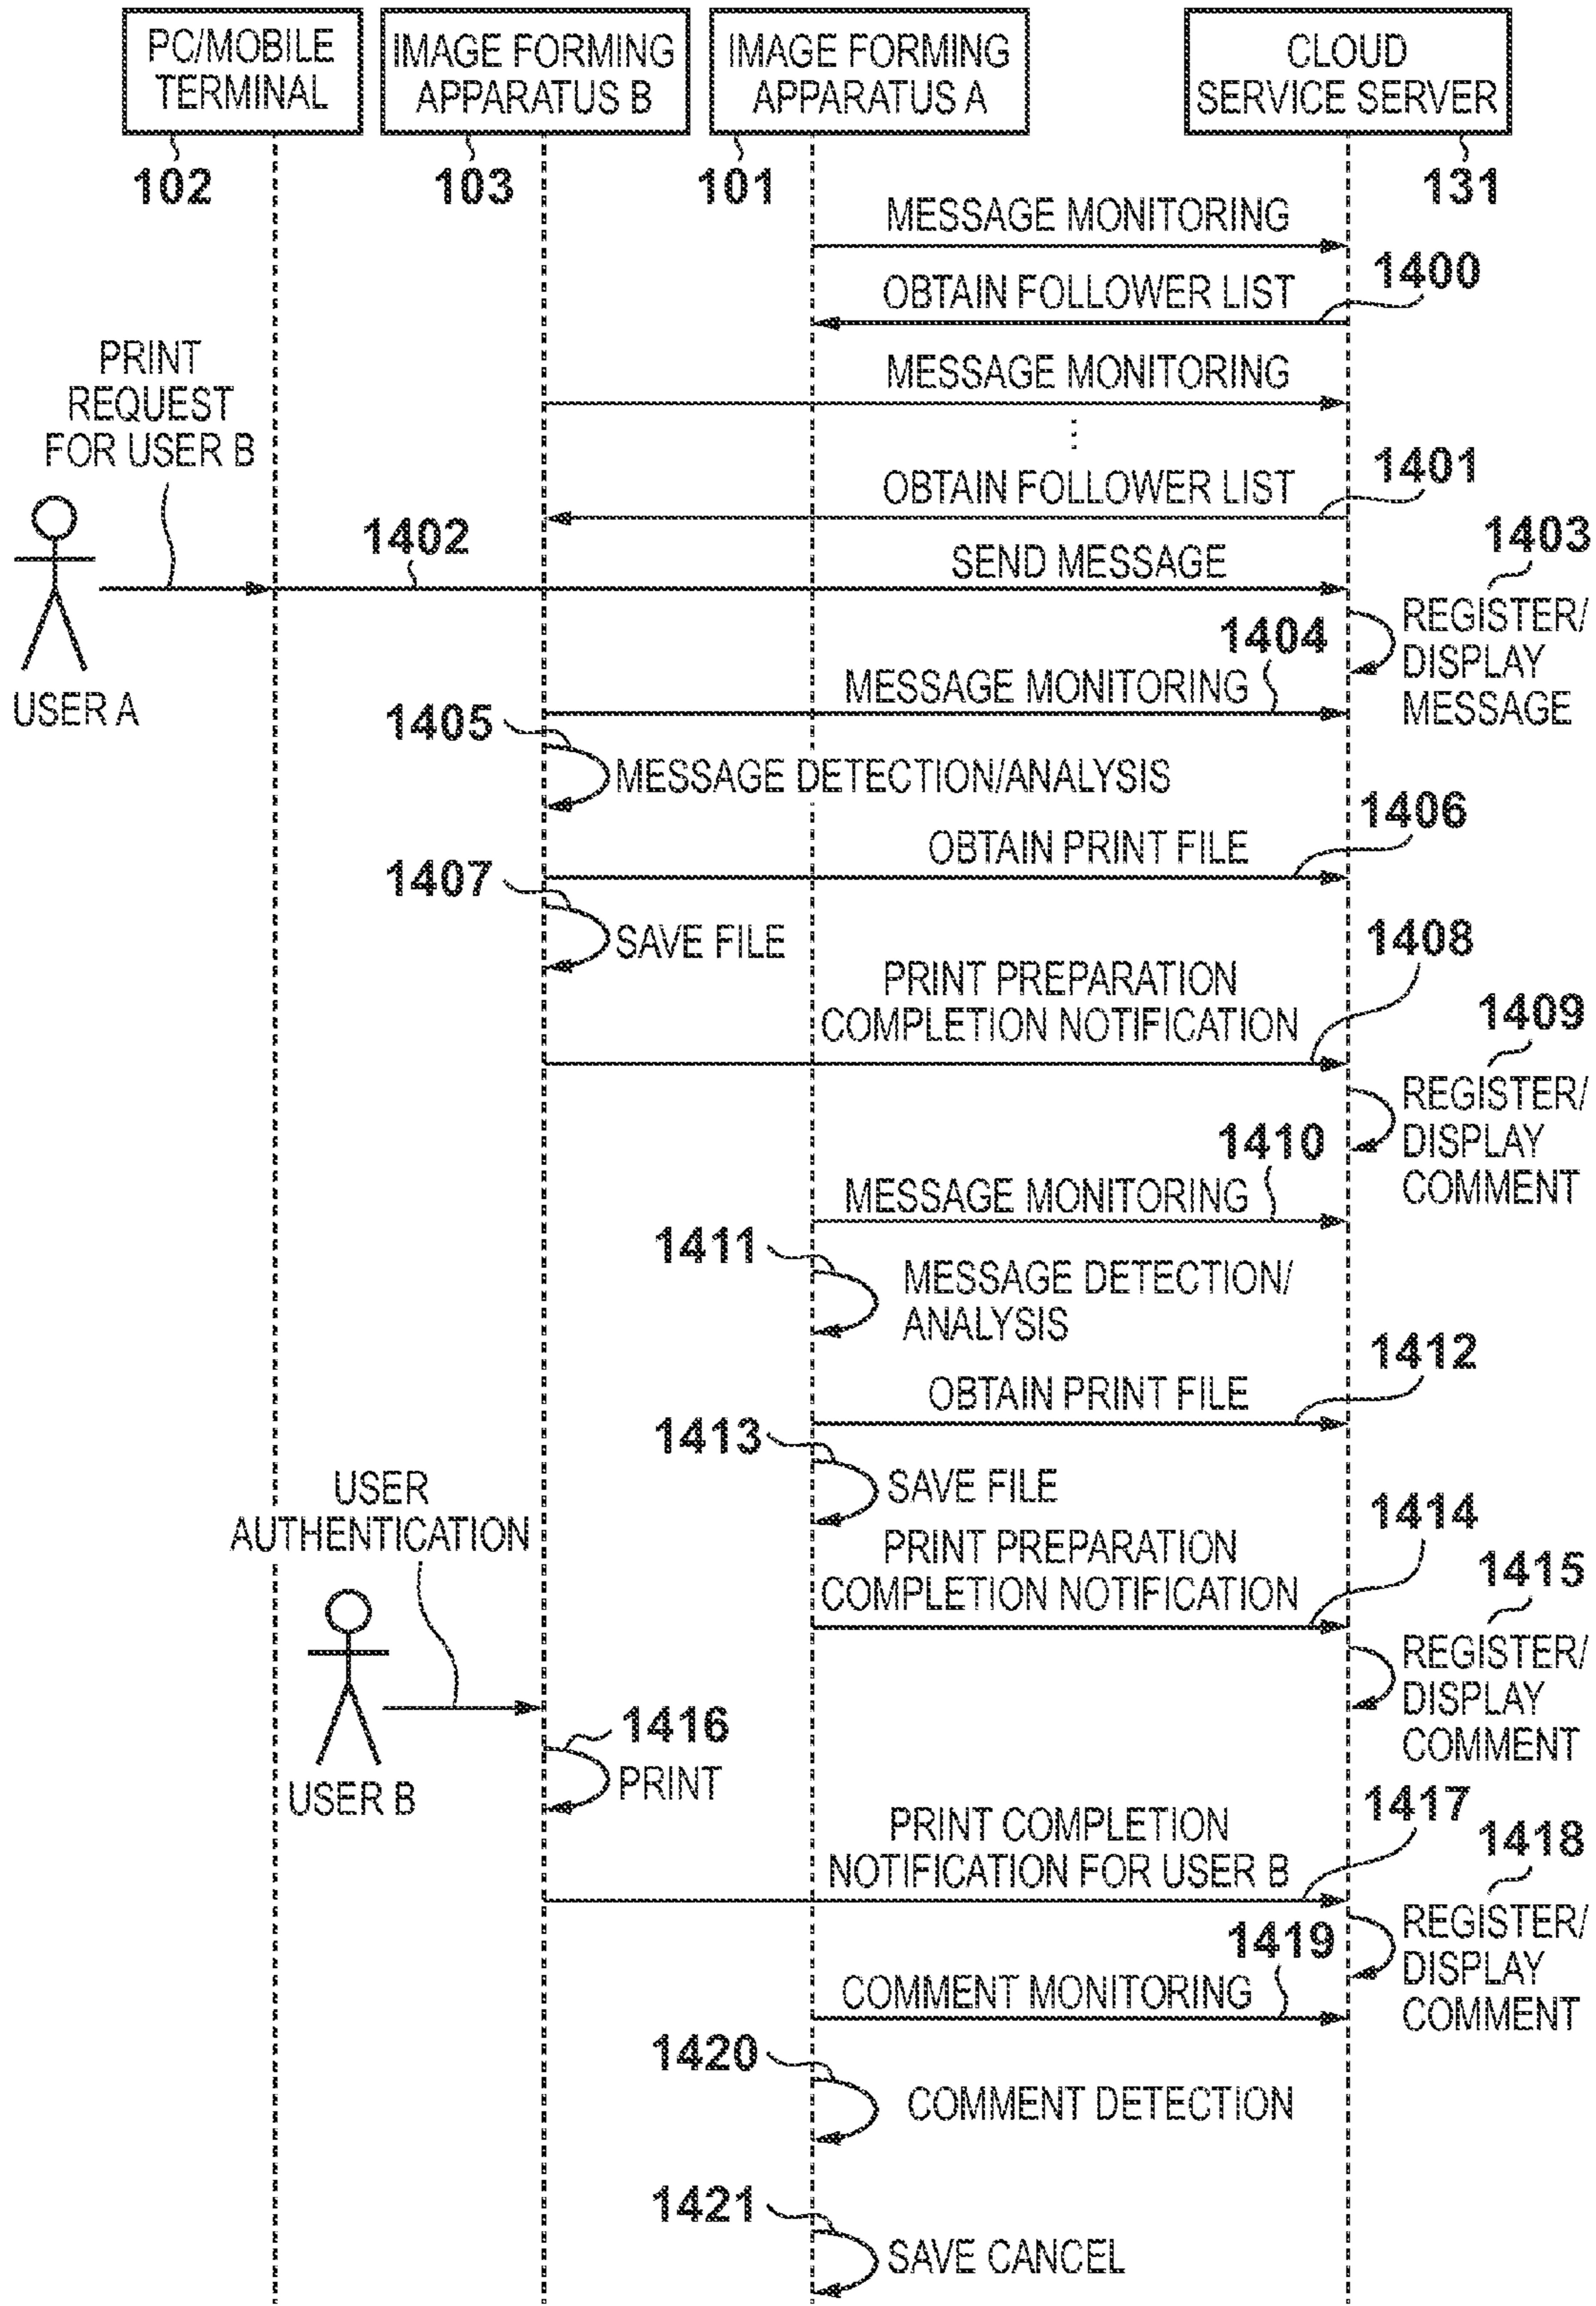 PC/MOBILE
TERMINAL
IMAGE FORMING
APPARATUS B
IMAGE FORMING
APPARATUS A
CLOUD
SERVICE SERVER
102
103
101
131
MESSAGE MONITORING
1400
OBTAIN FOLLOWER LIST
PRINT
REQUEST
FOR USER B
MESSAGE MONITORING
1401
OBTAIN FOLLOWER LIST
1402
SEND MESSAGE
1403
REGISTER/
DISPLAY
MESSAGE
USER A
1404
MESSAGE MONITORING
1405
MESSAGE DETECTION/ANALYSIS
1406
OBTAIN PRINT FILE
1407
SAVE FILE
1408
PRINT PREPARATION
COMPLETION NOTIFICATION
1409
REGISTER/
DISPLAY
COMMENT
1410
MESSAGE MONITORING
1411
MESSAGE DETECTION/
ANALYSIS
1412
OBTAIN PRINT FILE
1413
SAVE FILE
USER
AUTHENTICATION
1414
PRINT PREPARATION
COMPLETION NOTIFICATION
1415
REGISTER/
DISPLAY
COMMENT
USER B
1416
PRINT
1417
PRINT COMPLETION
NOTIFICATION FOR USER B
1418
REGISTER/
DISPLAY
COMMENT
1419
COMMENT MONITORING
1420
COMMENT DETECTION
1421
SAVE CANCEL